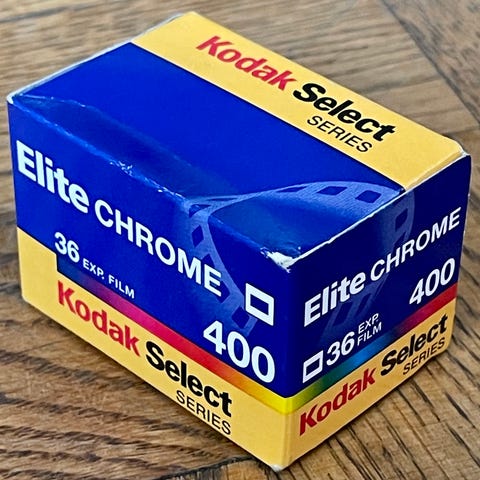 Kodak Select
SERIES
Elite CHROME
36 EXP. FILM
400
Kodak Select
SERIES
Elite CHROME
400
36 EXP.
FILM
Kodak Select
SERIES